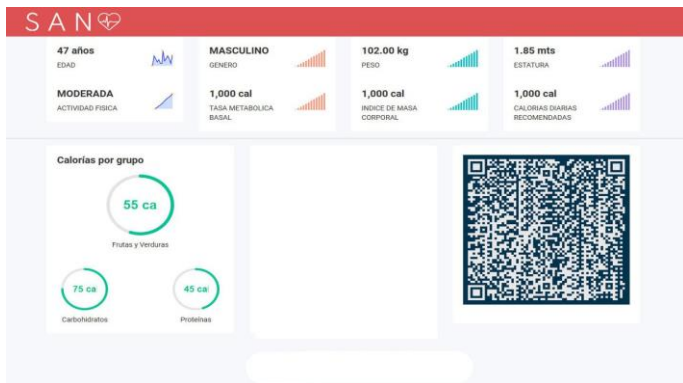 SAN
47 años
EDAD
MASCULINO
GENERO
102.00 kg
PESO
1.85 mts
ESTATURA
MODERADA
ACTIVIDAD FISICA
1,000 cal
TASA METABOLICA
BASAL
1,000 cal
INDICE DE MASA
CORPORAL
1,000 cal
CALORIAS DIARIAS
RECOMENDADAS
Calorías por grupo
55 ca
Frutas y Verduras
75 ca
Carbohidratos
45 cal
Proteínas